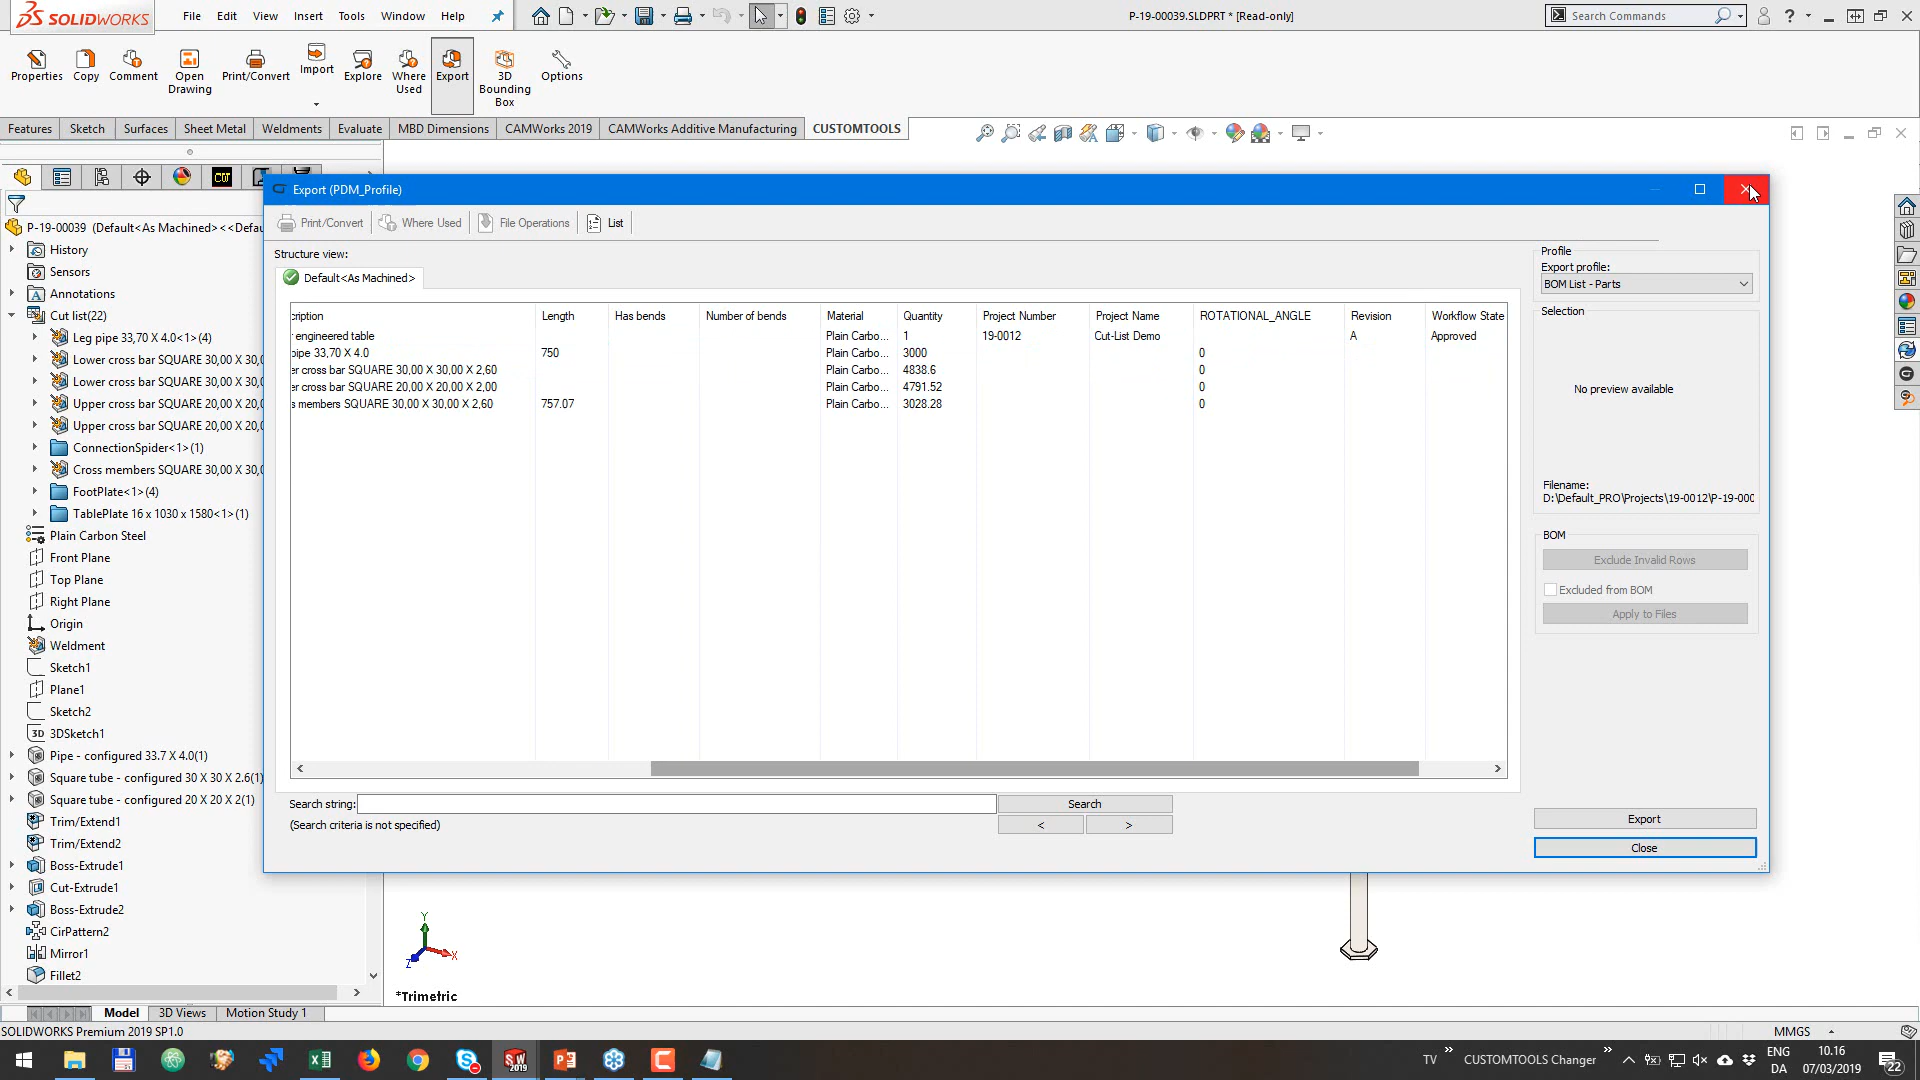 SOLIDWORKS
File Edit View Insert Tools Window Help
P-19-00039.SLDPRT * [Read-only]
Search Commands
Properties Copy Comment Open Drawing Print/Convert Import Explore Where Used Export 3D Bounding Box Options
Features Sketch Surfaces Sheet Metal Weldments Evaluate MBD Dimensions CAMWorks 2019 CAMWorks Additive Manufacturing CUSTOMTOOLS
P-19-00039 (Default<As Machined><<Defau
History
Sensors
Annotations
Cut list(22)
Leg pipe 33,70 X 4.0<1>(4)
Lower cross bar SQUARE 30,00 X 30,0
Lower cross bar SQUARE 30,00 X 30,0
Upper cross bar SQUARE 20,00 X 20,0
Upper cross bar SQUARE 20,00 X 20,0
ConnectionSpider<1>(1)
Cross members SQUARE 30,00 X 30,0
FootPlate<1>(4)
TablePlate 16 x 1030 x 1580<1>(1)
Plain Carbon Steel
Front Plane
Top Plane
Right Plane
Origin
Weldment
Sketch1
Plane1
Sketch2
3D 3DSketch1
Pipe - configured 33.7 X 4.0(1)
Square tube - configured 30 X 30 X 2.6(1)
Square tube - configured 20 X 20 X 2(1)
Trim/Extend1
Trim/Extend2
Boss-Extrude1
Cut-Extrude1
Boss-Extrude2
CirPattern2
Mirror1
Fillet2
Export (PDM_Profile)
Print/Convert Where Used File Operations List
Structure view:
Default<As Machined>
cription Length Has bends Number of bends Material Quantity Project Number Project Name ROTATIONAL_ANGLE Revision Workflow State
engineered table Plain Carbo... 1 19-0012 Cut-List Demo A Approved
pipe 33,70 X 4.0 750 Plain Carbo... 3000 0
er cross bar SQUARE 30,00 X 30,00 X 2,60 Plain Carbo... 4838.6 0
er cross bar SQUARE 20,00 X 20,00 X 2,00 Plain Carbo... 4791.52 0
s members SQUARE 30,00 X 30,00 X 2,60 757.07 Plain Carbo... 3028.28 0
Search string: Search
(Search criteria is not specified) < >
Profile
Export profile:
BOM List - Parts
Selection
No preview available
Filename:
D:\Default_PRO\Projects\19-0012\P-19-000
BOM
Exclude Invalid Rows
Excluded from BOM
Apply to Files
Export
Close
Y
X
Z
*Trimetric
Model 3D Views Motion Study 1
SOLIDWORKS Premium 2019 SP1.0
MMGS
TV CUSTOMTOOLS Changer
ENG
DA
10.16
07/03/2019
22